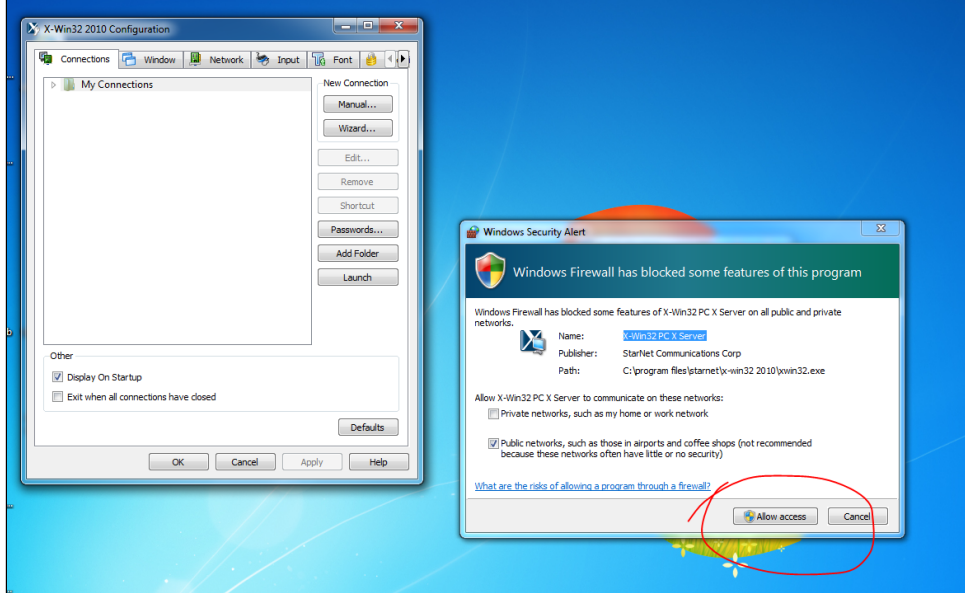 X-Win32 2010 Configuration
Connections Window Network Input Font
My Connections
New Connection
Manual...
Wizard...
Edit...
Remove
Shortcut
Passwords...
Add Folder
Launch
Other
Display On Startup
Exit when all connections have closed
Defaults
OK Cancel Apply Help
Windows Security Alert
Windows Firewall has blocked some features of this program
Windows Firewall has blocked some features of X-Win32 PC X Server on all public and private
networks.
Name: X-Win32 PC X Server
Publisher: StarNet Communications Corp
Path: C:\program files\starnet\x-win32 2010\xwin32.exe
Allow X-Win32 PC X Server to communicate on these networks:
Private networks, such as my home or work network
Public networks, such as those in airports and coffee shops (not recommended
because these networks often have little or no security)
What are the risks of allowing a program through a firewall?
Allow access Cancel